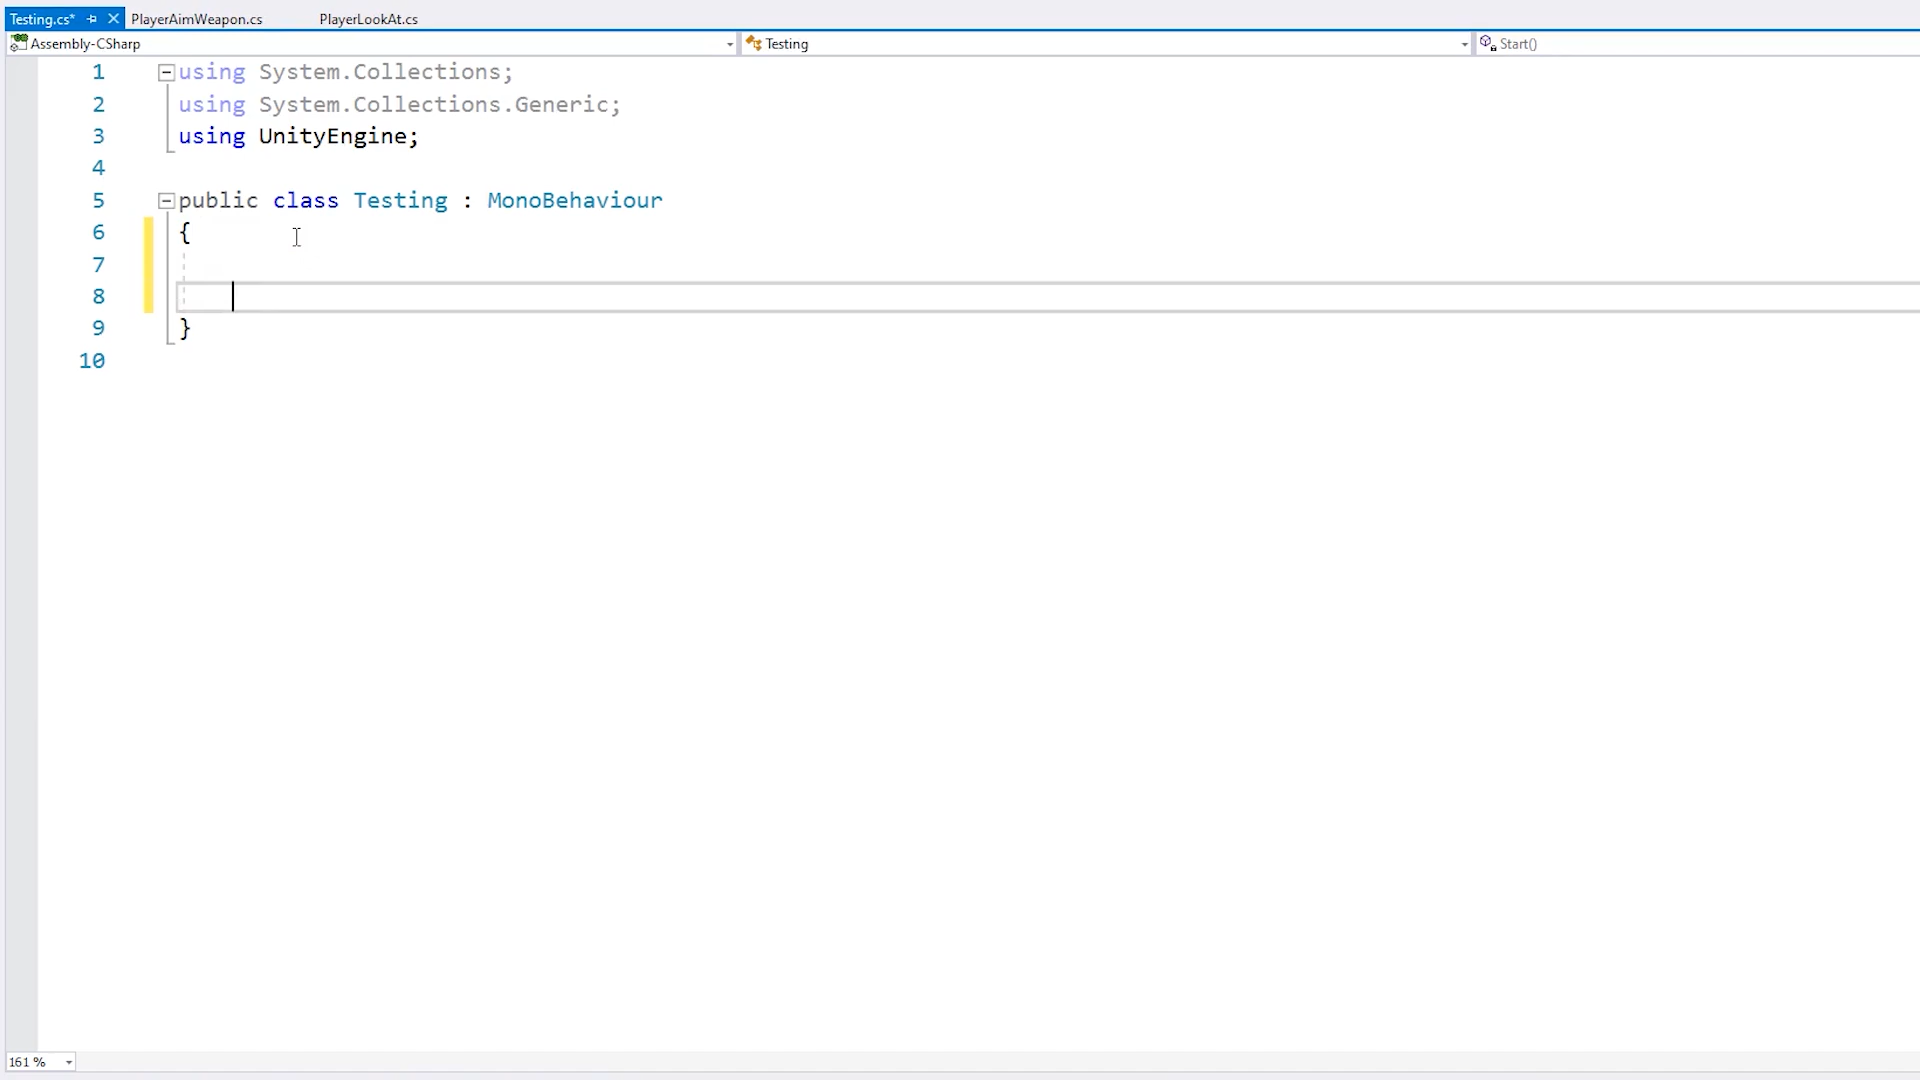 Testing.cs* PlayerAimWeapon.cs PlayerLookAt.cs
Assembly-CSharp Testing Start()
1 using System.Collections;
2 using System.Collections.Generic;
3 using UnityEngine;
4
5 public class Testing : MonoBehaviour
6 {
7
8
9 }
10
161 %